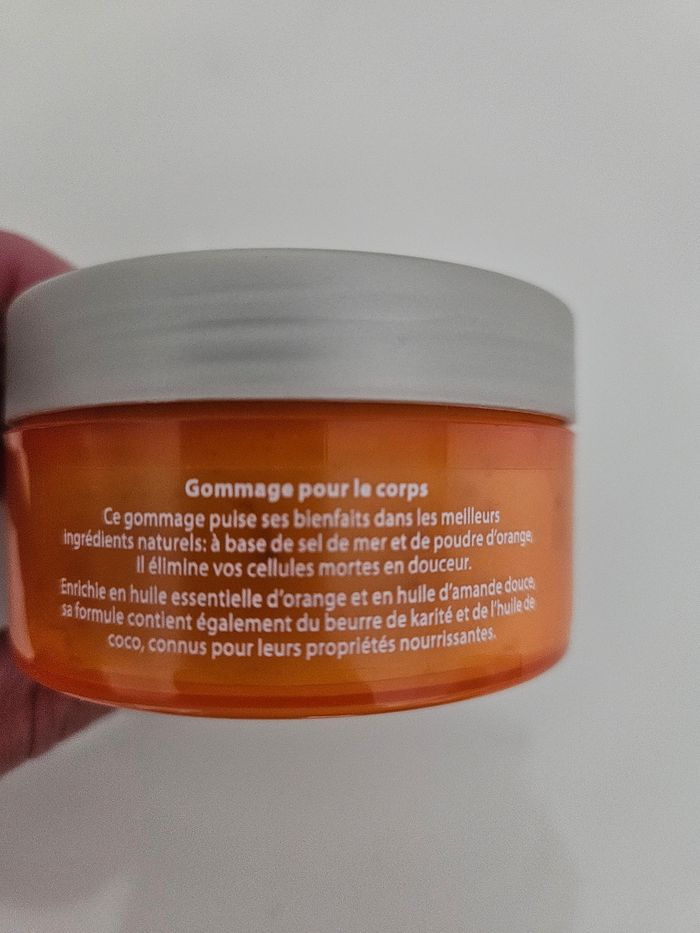 Gommage pour le corps
Ce gommage puise ses bienfaits dans les meilleurs
ingrédients naturels: à base de sel de mer et de poudre d'orange,
il élimine vos cellules mortes en douceur.
Enrichie en huile essentielle d'orange et en huile d'amande douce,
sa formule contient également du beurre de karité et de l'huile de
coco, connus pour leurs propriétés nourrissantes.